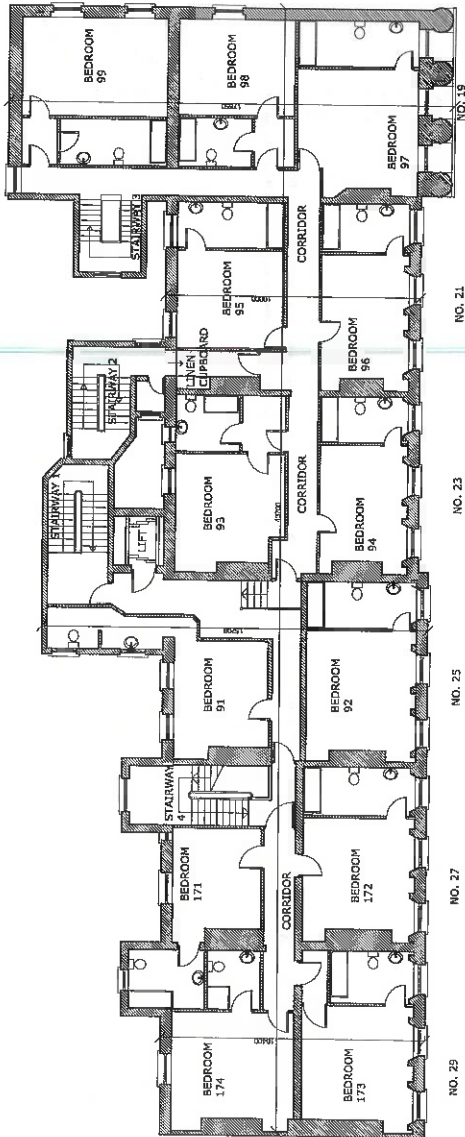 BEDROOM
99
BEDROOM
98
BEDROOM
97
NO. 19
17850
STAIRWAY 3
CORRIDOR
BEDROOM
95
BEDROOM
96
NO. 21
LINEN
CUPBOARD
STAIRWAY 2
STAIRWAY 1
LIFT
BEDROOM
93
CORRIDOR
BEDROOM
94
NO. 23
BEDROOM
91
BEDROOM
92
NO. 25
STAIRWAY
4
BEDROOM
171
CORRIDOR
BEDROOM
172
NO. 27
BEDROOM
174
BEDROOM
173
NO. 29